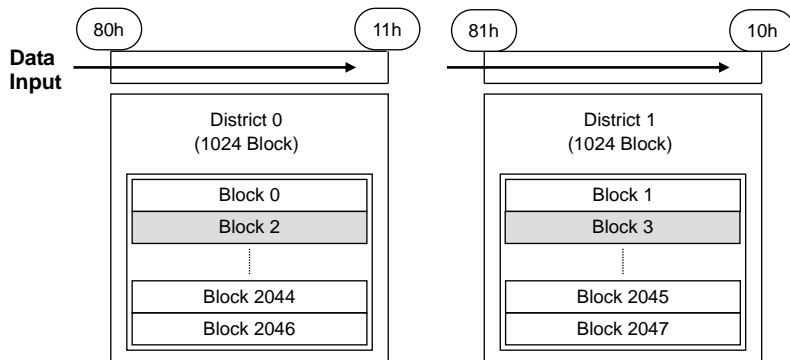 80h
11h
81h
10h
Data
Input
District 0
(1024 Block)
Block 0
Block 2
Block 2044
Block 2046
District 1
(1024 Block)
Block 1
Block 3
Block 2045
Block 2047